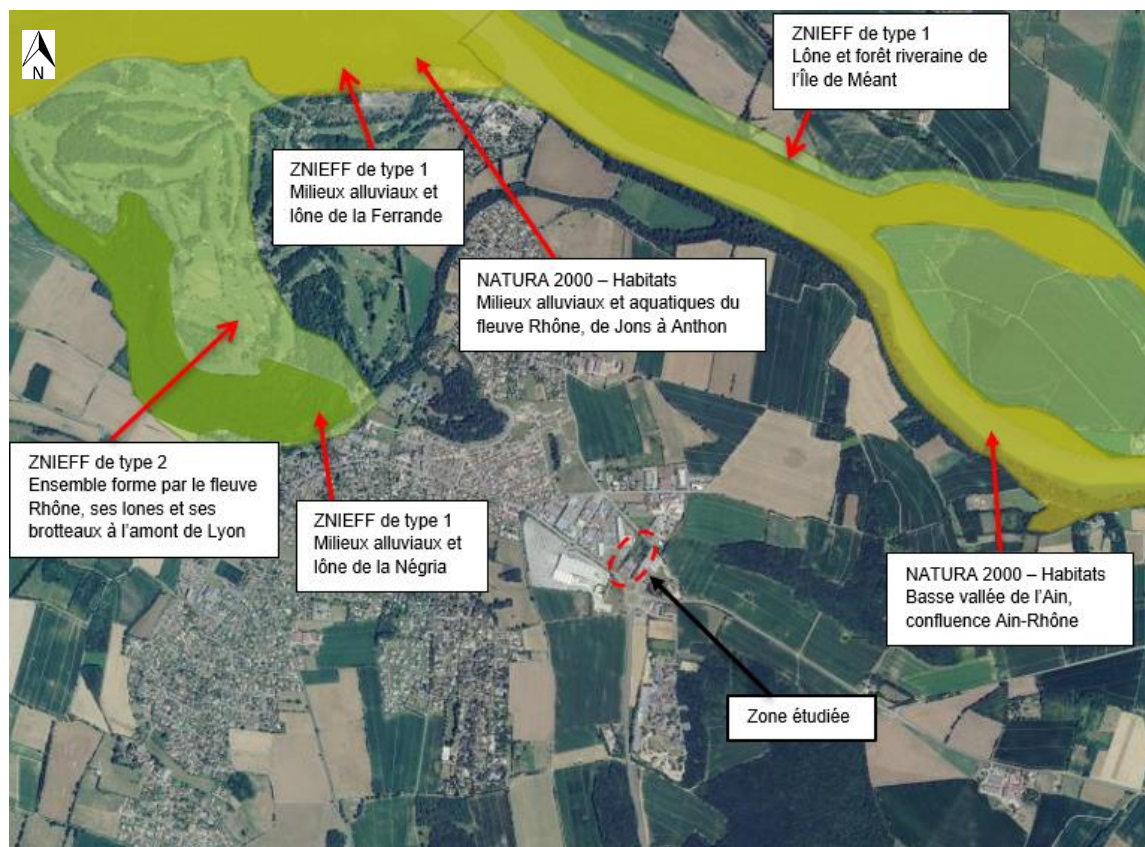 N
ZNIEFF de type 1
Lône et forêt riveraine de
l'Île de Méant
ZNIEFF de type 1
Milieux alluviaux et
lône de la Ferrande
NATURA 2000 – Habitats
Milieux alluviaux et aquatiques du
fleuve Rhône, de Jons à Anthon
ZNIEFF de type 2
Ensemble forme par le fleuve
Rhône, ses lones et ses
brotteaux à l'amont de Lyon
ZNIEFF de type 1
Milieux alluviaux et
lône de la Négria
NATURA 2000 – Habitats
Basse vallée de l'Ain,
confluence Ain-Rhône
Zone étudiée